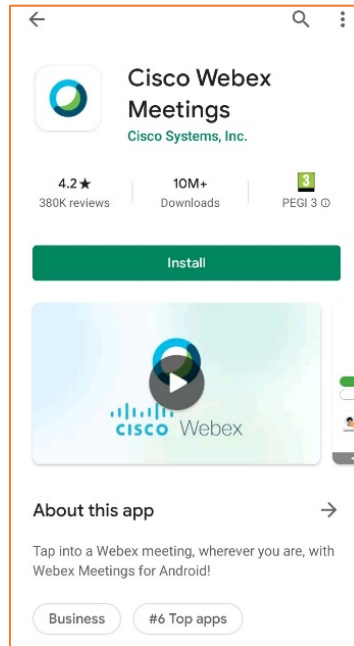 Cisco Webex
Meetings
Cisco Systems, Inc.
4.2★
380K reviews
10M+
Downloads
3
PEGI 3
Install
CISCO Webex
About this app
Tap into a Webex meeting, wherever you are, with
Webex Meetings for Android!
Business
#6 Top apps